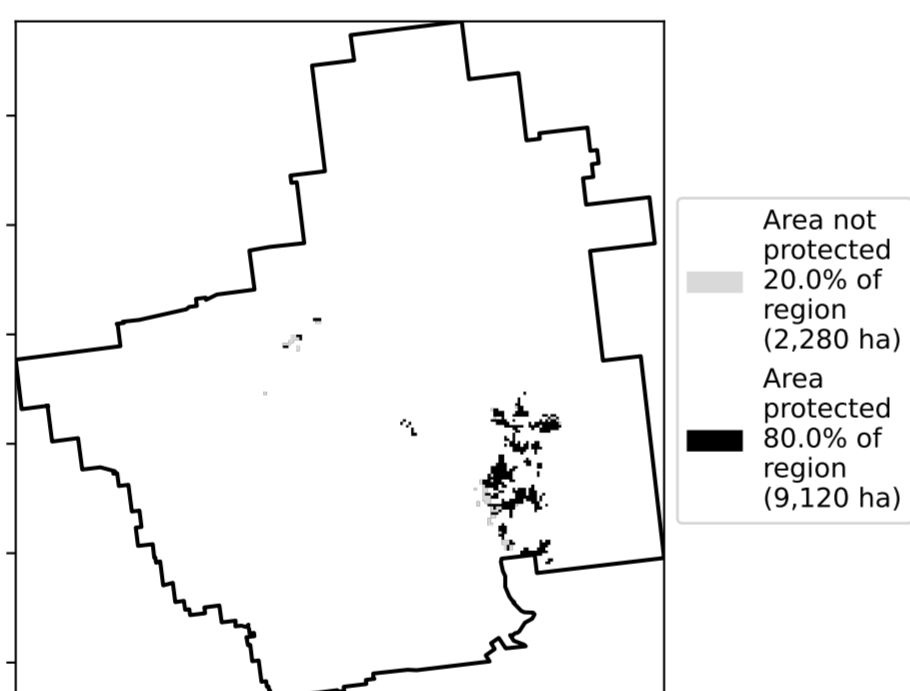 Area not
protected
20.0% of
region
(2,280 ha)
Area
protected
80.0% of
region
(9,120 ha)